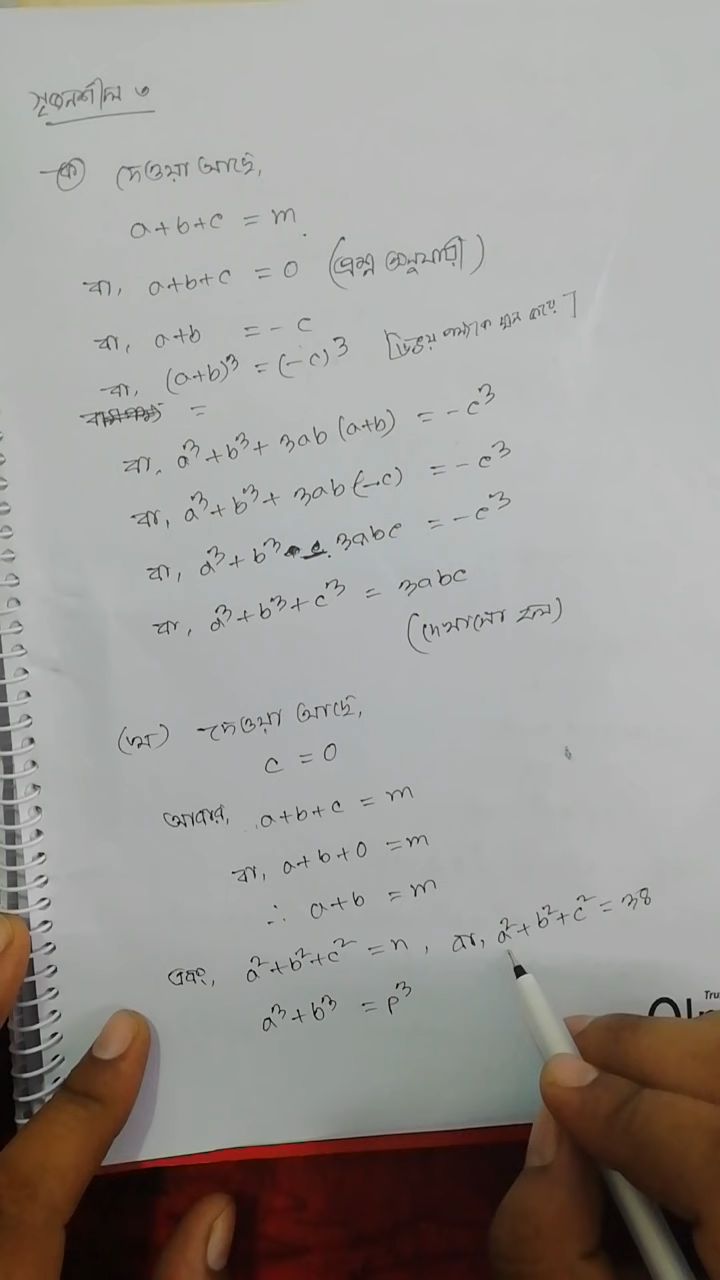 সৃজনশীল ৩
ক দেওয়া আছে,
a+b+c = m
বা, a+b+c = 0 (প্রশ্ন অনুযায়ী)
বা, a+b = - c
বা, (a+b)³ = (-c)³ [উভয় পক্ষকে ঘন করে]
=
বা, a³+b³+ 3ab (a+b) = -c³
বা, a³+b³+ 3ab(-c) = -c³
বা, a³+b³ - 3abc = -c³
বা, a³+b³+c³ = 3abc
(দেখানো হল)
(খ) দেওয়া আছে,
c = 0
আবার, a+b+c = m
বা, a+b+0 = m
∴ a+b = m
এবং, a²+b²+c² = n, বা, a²+b²+c² = 38
a³+b³ = p³
Tru